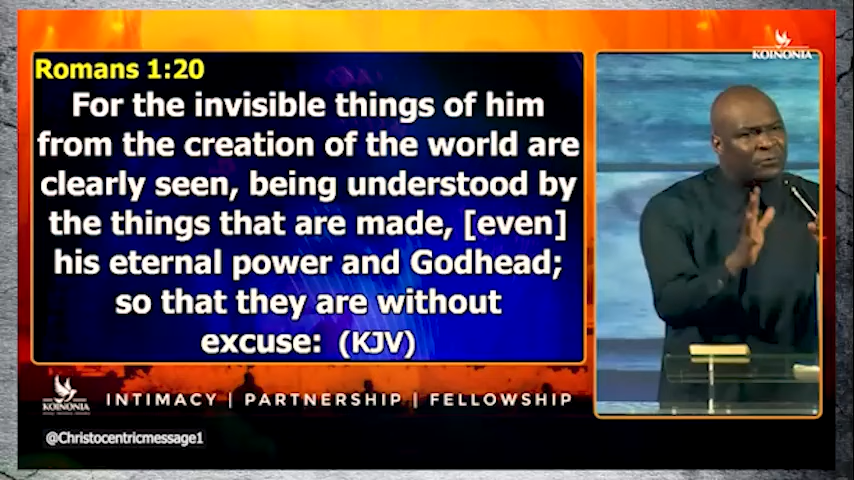 Romans 1:20
For the invisible things of him
from the creation of the world are
clearly seen, being understood by
the things that are made, [even]
his eternal power and Godhead;
so that they are without
excuse: (KJV)
KOINONIA
KOINONIA
INTIMACY | PARTNERSHIP | FELLOWSHIP
@Christocentricmessage1